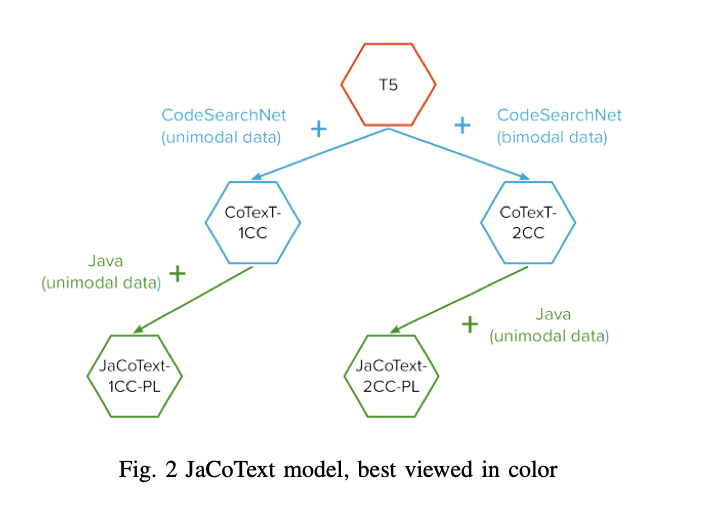 T5
CodeSearchNet
(unimodal data)
+
+
CodeSearchNet
(bimodal data)
CoTexT-
1CC
CoTexT-
2CC
Java
(unimodal data)
+
+
Java
(unimodal data)
JaCoText-
1CC-PL
JaCoText-
2CC-PL
Fig. 2 JaCoText model, best viewed in color